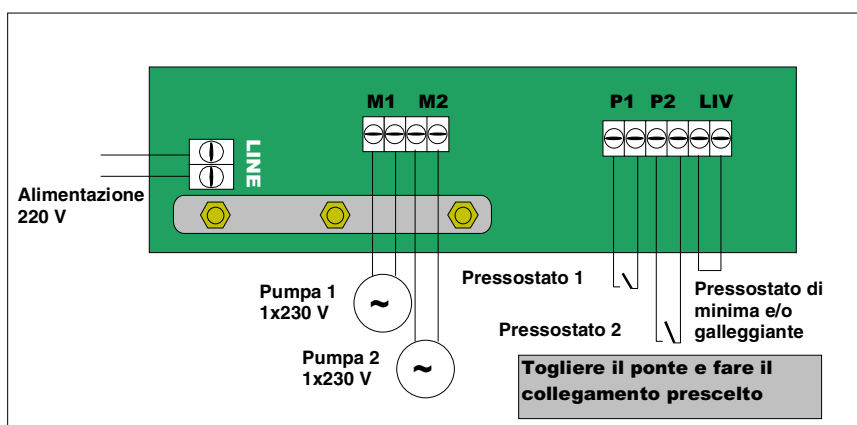 M1 M2
P1 P2 LIV
LINE
Alimentazione
220 V
Pumpa 1
1x230 V
~
Pumpa 2
1x230 V
~
Pressostato 1
Pressostato 2
Pressostato di
minima e/o
galleggiante
Togliere il ponte e fare il
collegamento prescelto